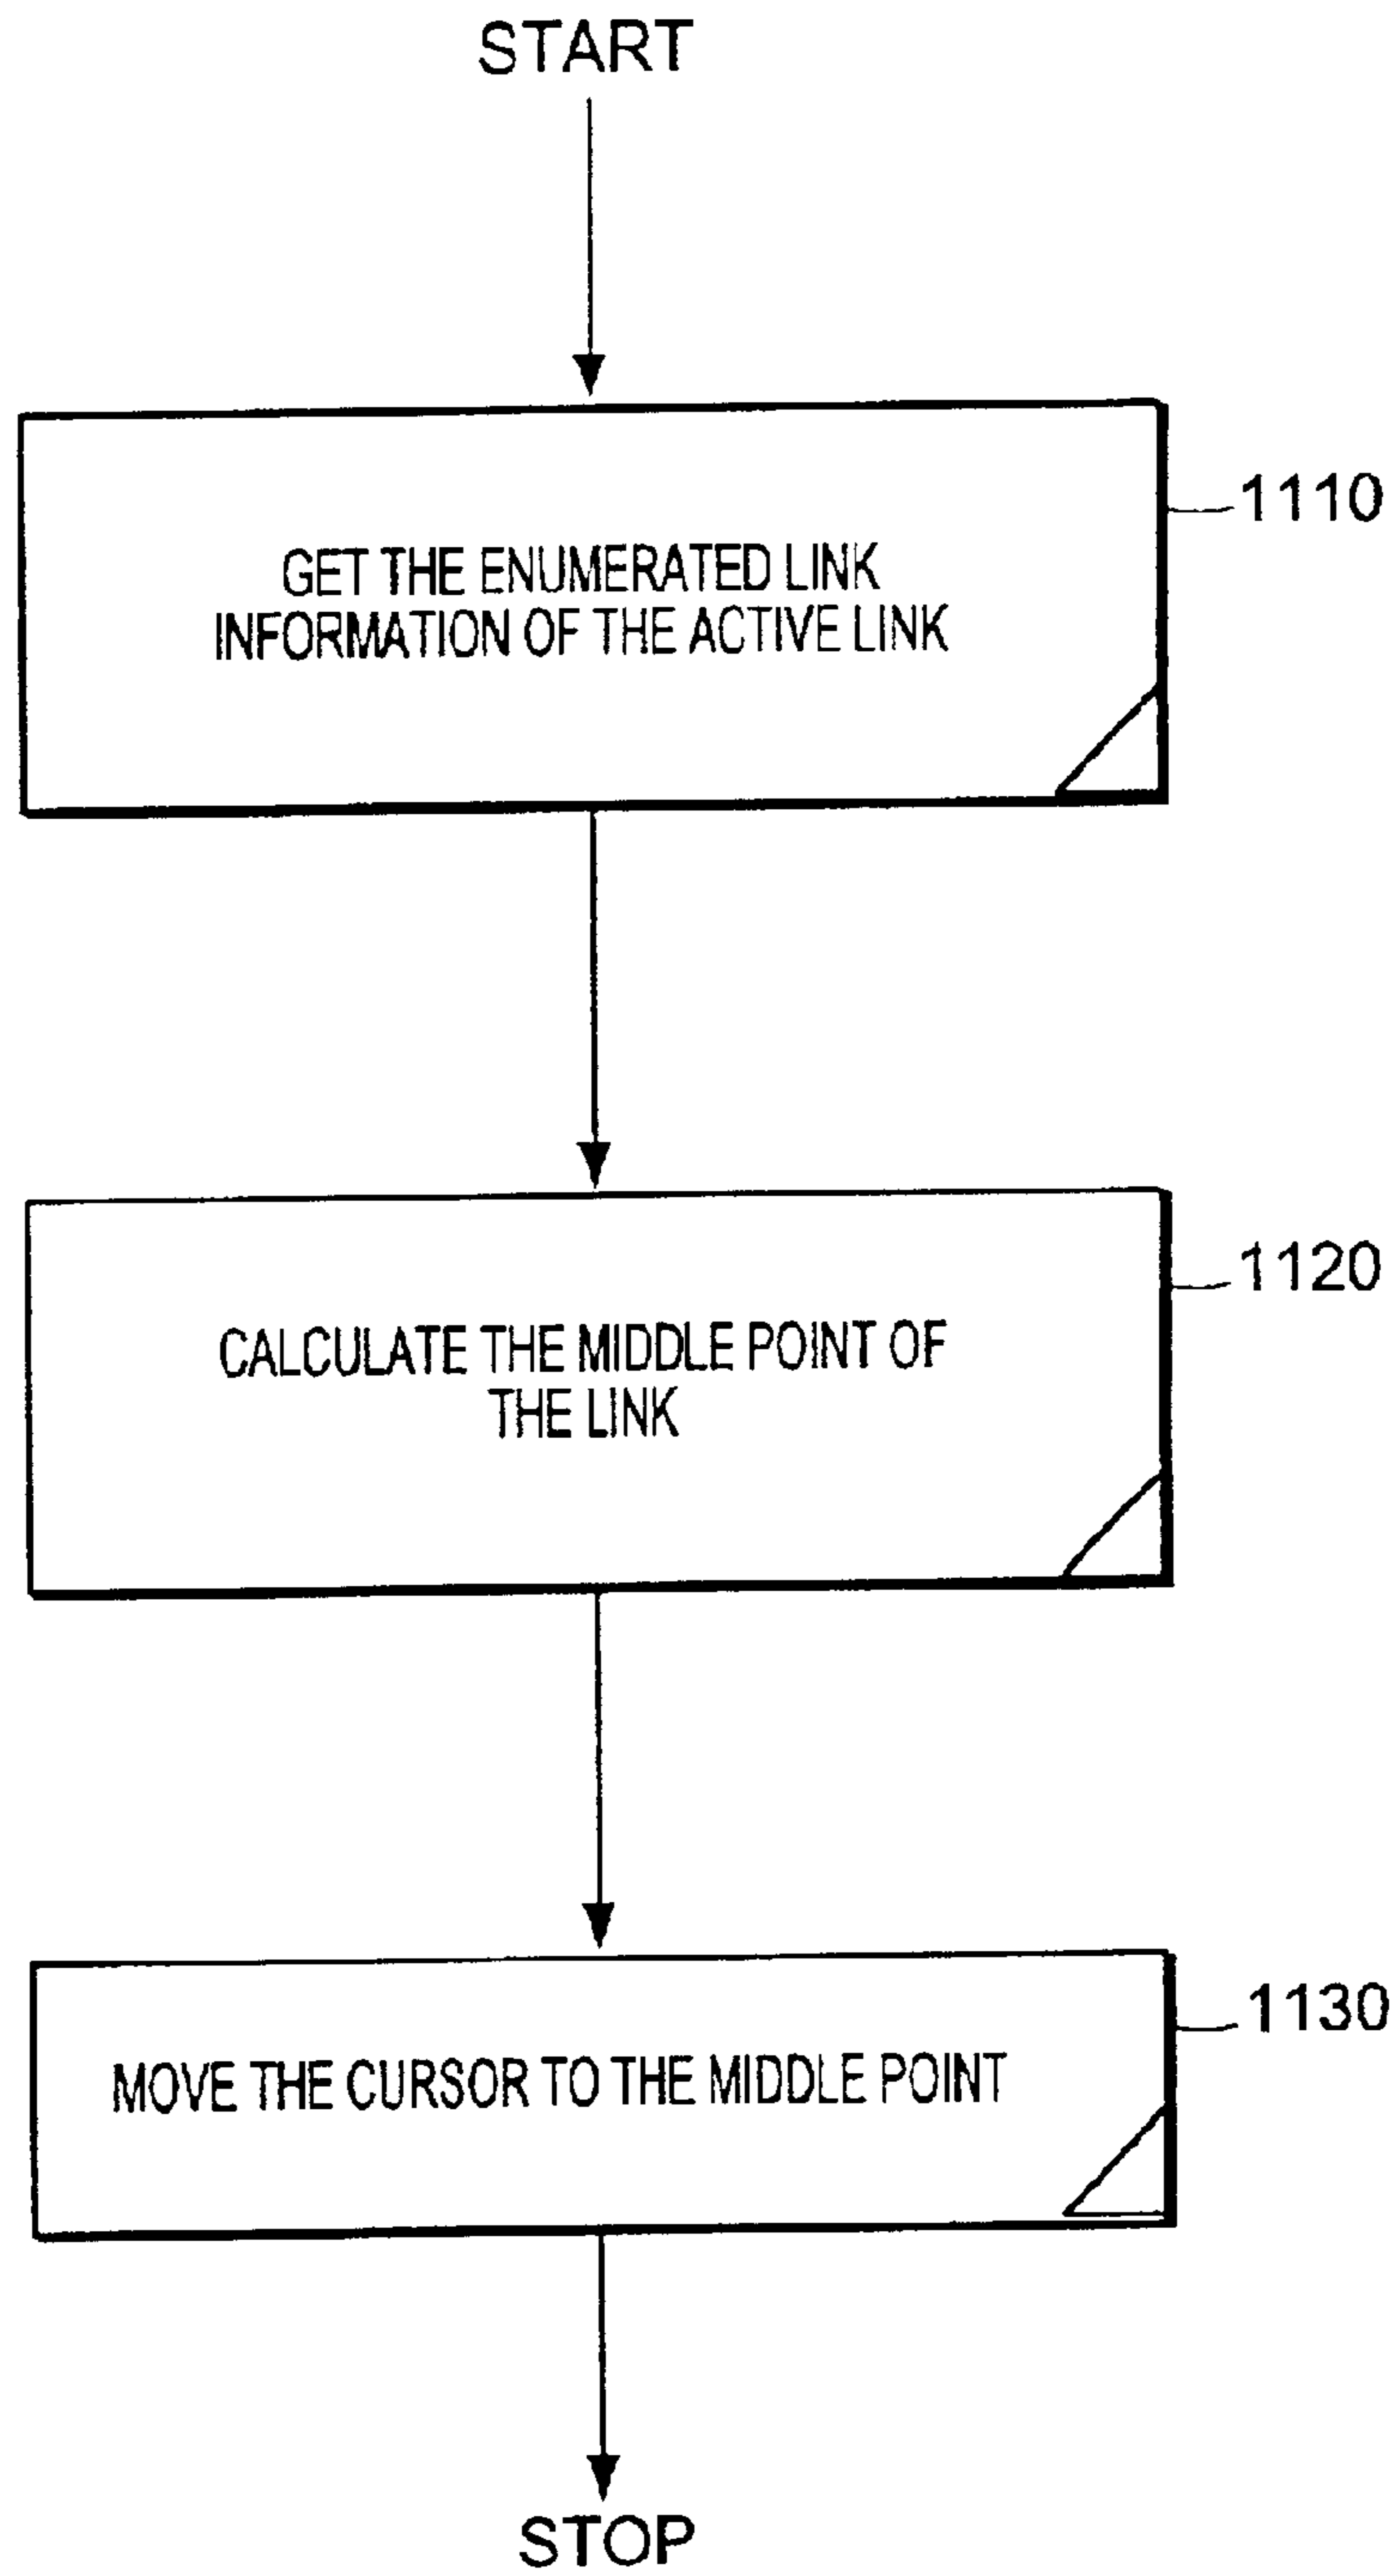 START
1110
GET THE ENUMERATED LINK
INFORMATION OF THE ACTIVE LINK
1120
CALCULATE THE MIDDLE POINT OF
THE LINK
1130
MOVE THE CURSOR TO THE MIDDLE POINT
STOP